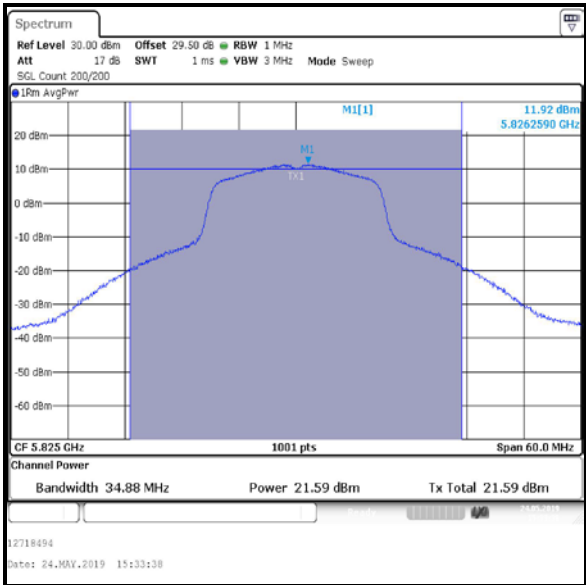 Spectrum
Ref Level 30.00 dBm Offset 29.50 dB RBW 1 MHz
Att 17 dB SWT 1 ms VBW 3 MHz Mode Sweep
SGL Count 200/200
1Rm AvgPwr
M1[1] 11.92 dBm
5.8262590 GHz
20 dBm
M1
10 dBm
TX1
0 dBm
-10 dBm
-20 dBm
-30 dBm
-40 dBm
-50 dBm
-60 dBm
CF 5.825 GHz 1001 pts Span 60.0 MHz
Channel Power
Bandwidth 34.88 MHz Power 21.59 dBm Tx Total 21.59 dBm
Ready 24.05.2019
12718494
Date: 24.MAY.2019 15:33:38